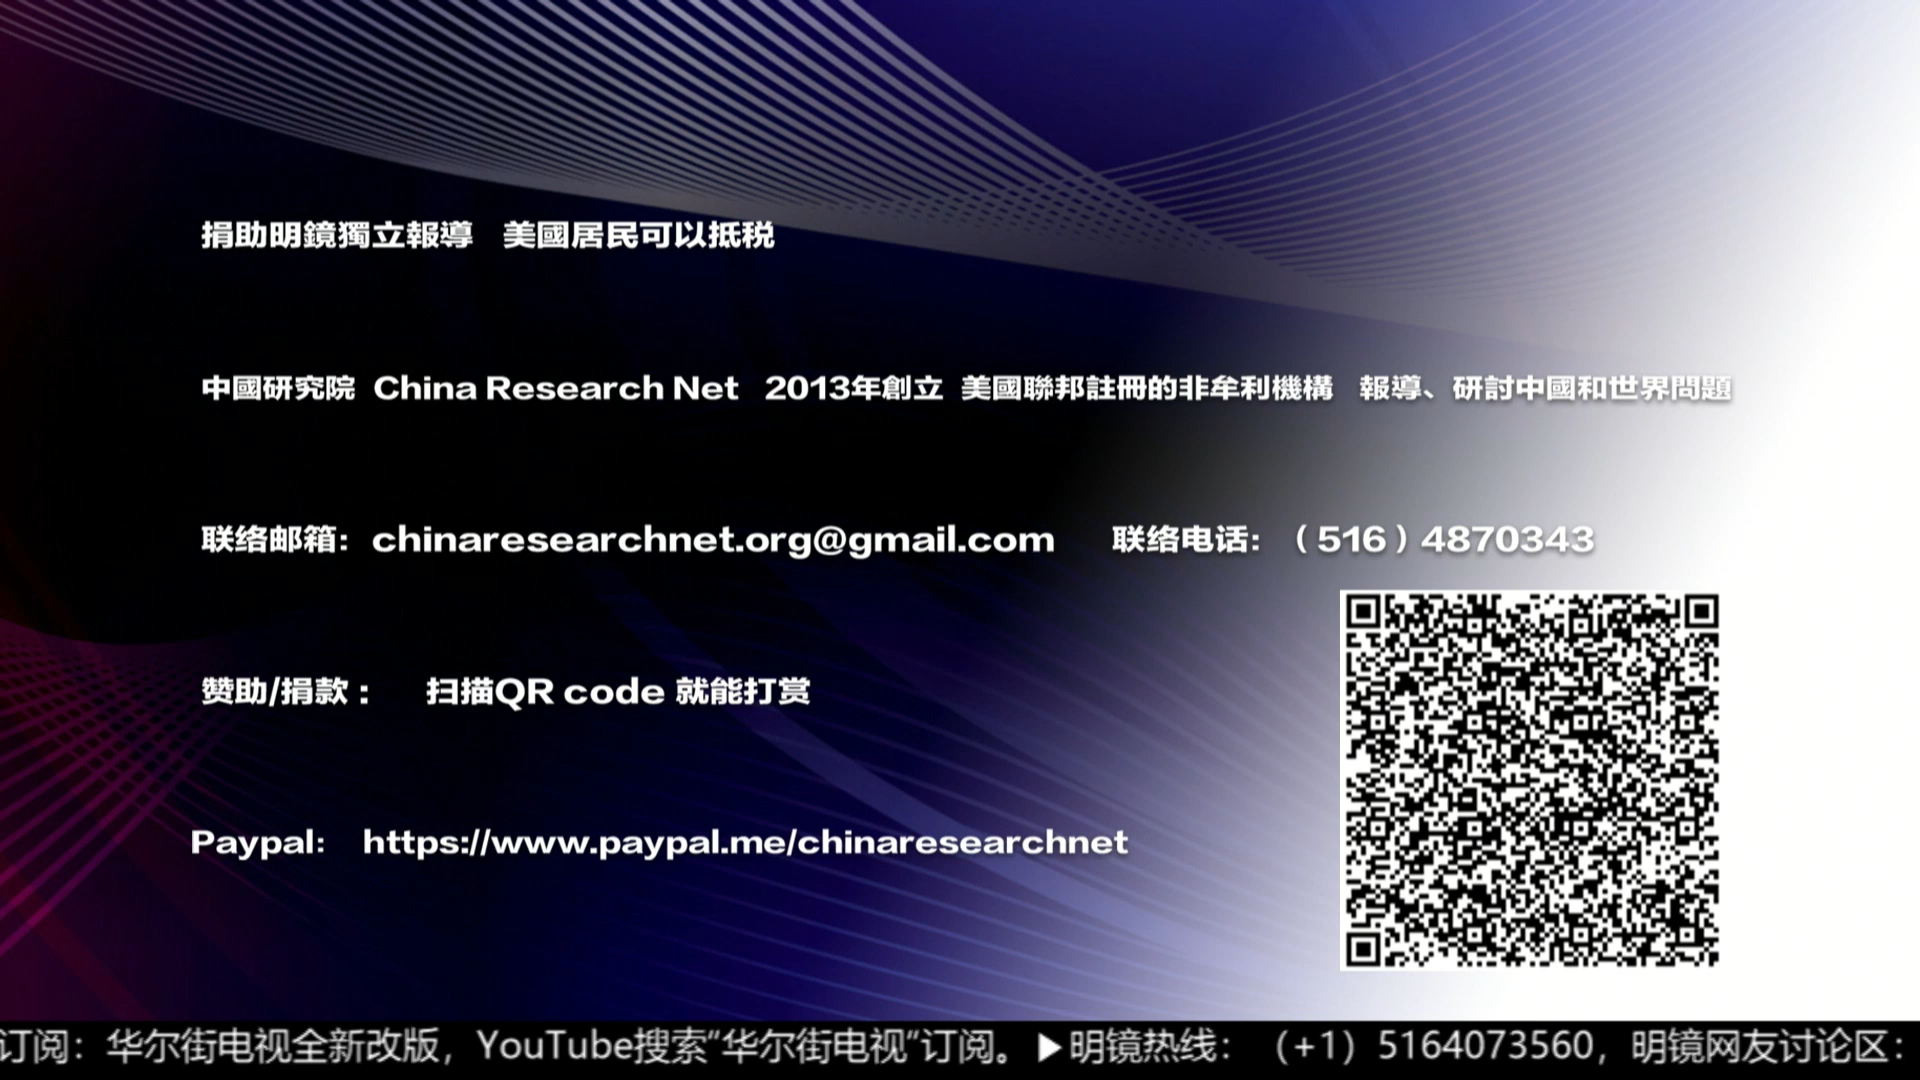 捐助明鏡獨立報導 美國居民可以抵税
中國研究院 China Research Net 2013年創立 美國聯邦註冊的非牟利機構 報導、研討中國和世界問題
联络邮箱：chinaresearchnet.org@gmail.com 联络电话：（516）4870343
赞助/捐款： 扫描QR code 就能打赏
Paypal: https://www.paypal.me/chinaresearchnet
订阅：华尔街电视全新改版，YouTube搜索“华尔街电视”订阅。▶明镜热线：（+1）5164073560，明镜网友讨论区：